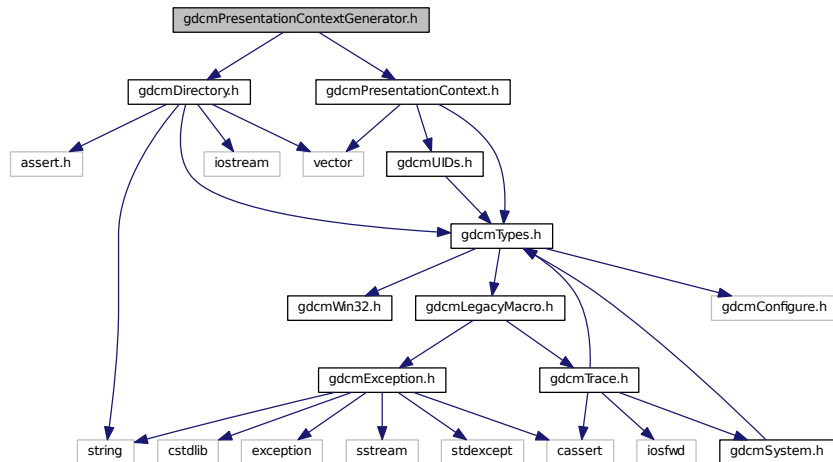 gdcmPresentationContextGenerator.h
gdcmDirectory.h
gdcmPresentationContext.h
assert.h
iostream
vector
gdcmUIDs.h
gdcmTypes.h
gdcmWin32.h
gdcmLegacyMacro.h
gdcmConfigure.h
gdcmException.h
gdcmTrace.h
string
cstdlib
exception
sstream
stdexcept
cassert
iosfwd
gdcmSystem.h